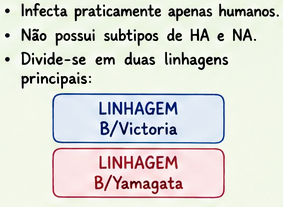 • Infecta praticamente apenas humanos.
• Não possui subtipos de HA e NA.
• Divide-se em duas linhagens
principais:
LINHAGEM
B/Victoria
LINHAGEM
B/Yamagata